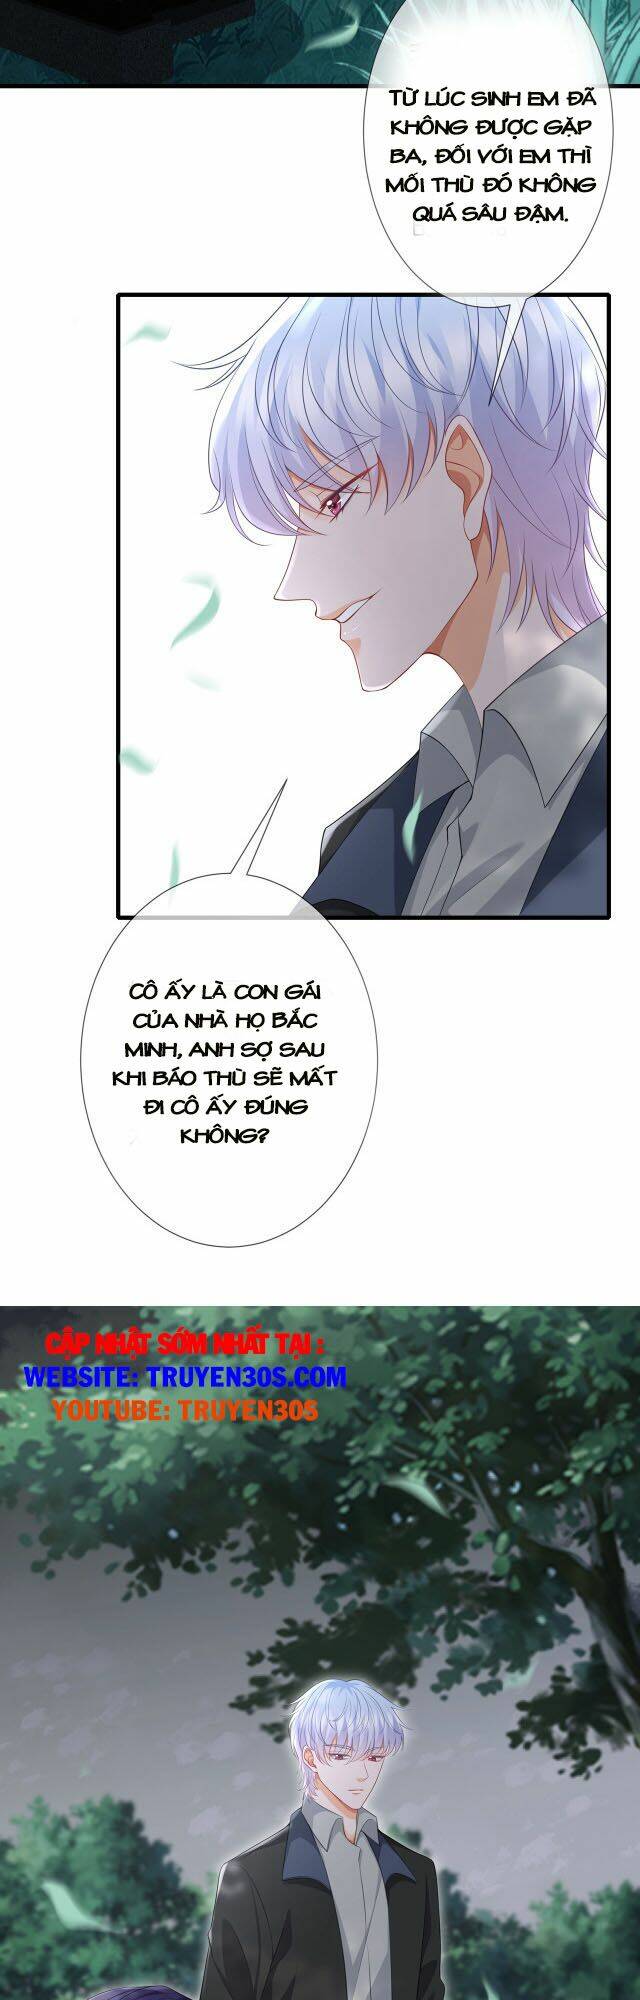 TỪ LÚC SINH EM ĐÃ
KHÔNG ĐƯỢC GẶP
BA, ĐỐI VỚI EM THÌ
MỐI THÙ ĐÓ KHÔNG
QUÁ SÂU ĐẬM.
CÔ ẤY LÀ CON GÁI
CỦA NHÀ HỌ BẮC
MINH, ANH SỢ SAU
KHI BÁO THÙ SẼ MẤT
ĐI CÔ ẤY ĐÚNG
KHÔNG?
CẬP NHẬT SỚM NHẤT TẠI :
WEBSITE: TRUYEN30S.COM
YOUTUBE: TRUYEN30S